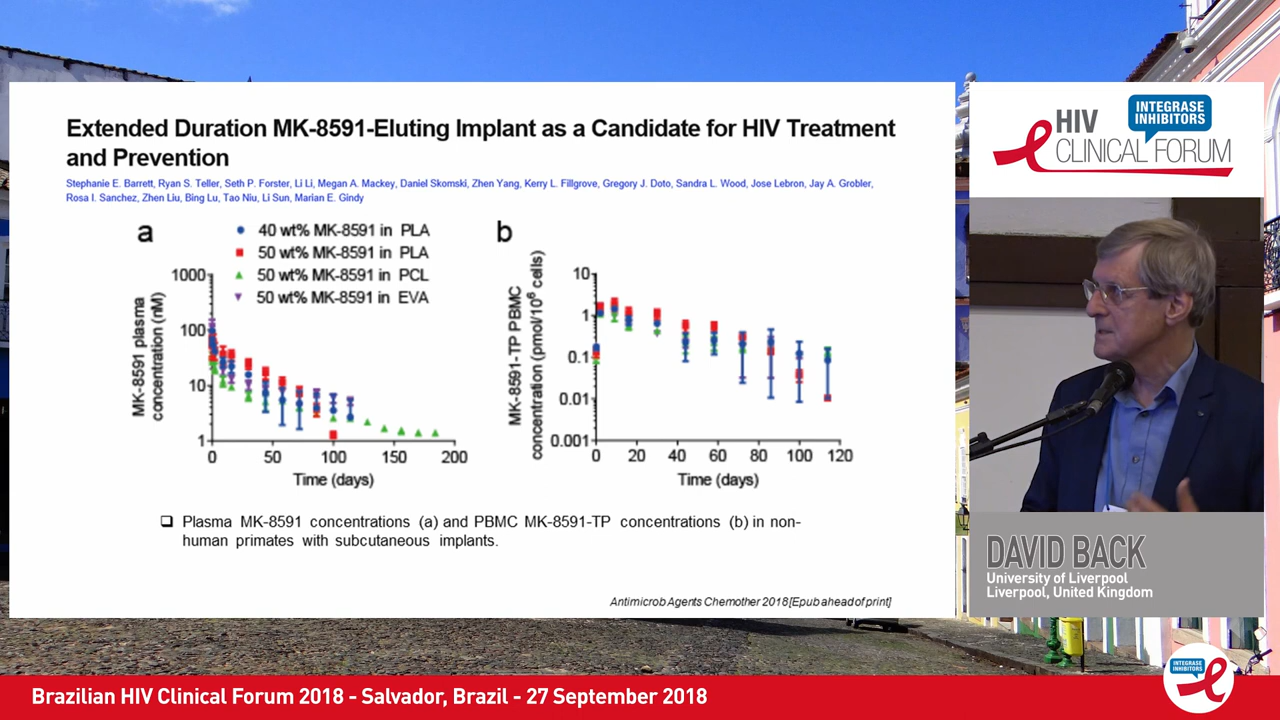 Extended Duration MK-8591-Eluting Implant as a Candidate for HIV Treatment
and Prevention
Stephanie E. Barrett, Ryan S. Teller, Seth P. Forster, Li Li, Megan A. Mackey, Daniel Skomski, Zhen Yang, Kerry L. Fillgrove, Gregory J. Doto, Sandra L. Wood, Jose Lebron, Jay A. Grobler,
Rosa I. Sanchez, Zhen Liu, Bing Lu, Tao Niu, Li Sun, Marian E. Gindy
a
40 wt% MK-8591 in PLA
50 wt% MK-8591 in PLA
50 wt% MK-8591 in PCL
50 wt% MK-8591 in EVA
MK-8591 plasma
concentration (nM)
1000
100
10
1
0 50 100 150 200
Time (days)
b
MK-8591-TP PBMC
concentration (pmol/10⁶ cells)
10
1
0.1
0.01
0.001
0 20 40 60 80 100 120
Time (days)
❑ Plasma MK-8591 concentrations (a) and PBMC MK-8591-TP concentrations (b) in non-
human primates with subcutaneous implants.
Antimicrob Agents Chemother 2018[Epub ahead of print]
HIV
INTEGRASE
INHIBITORS
CLINICAL FORUM
DAVID BACK
University of Liverpool
Liverpool, United Kingdom
INTEGRASE
INHIBITORS
Brazilian HIV Clinical Forum 2018 - Salvador, Brazil - 27 September 2018